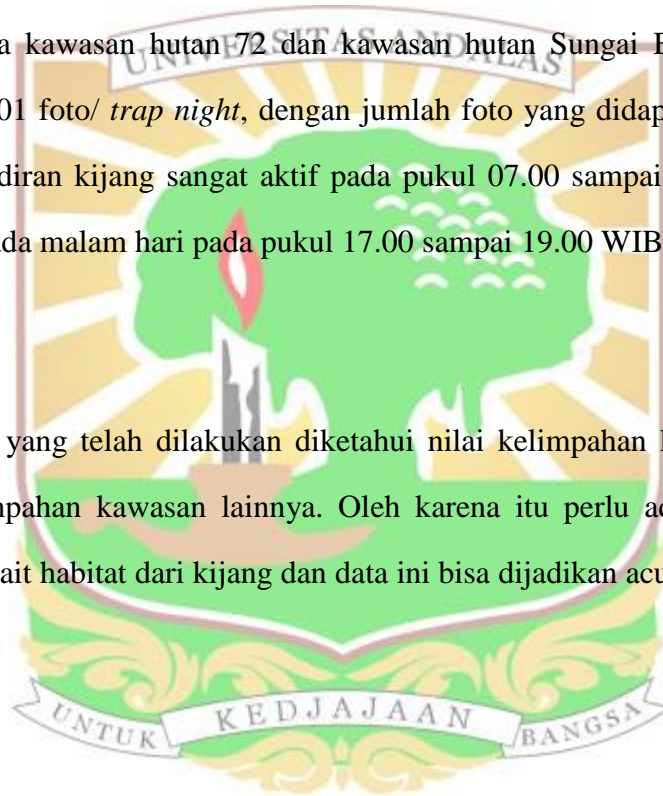 a kawasan hutan 72 dan kawasan hutan Sungai
UNIVERSITAS ANDALAS
01 foto/ trap night, dengan jumlah foto yang didap
diran kijang sangat aktif pada pukul 07.00 sampai
da malam hari pada pukul 17.00 sampai 19.00 WIB
yang telah dilakukan diketahui nilai kelimpahan
npahan kawasan lainnya. Oleh karena itu perlu ad
ait habitat dari kijang dan data ini bisa dijadikan acu
UNTUK KEDJAJAAN BANGSA